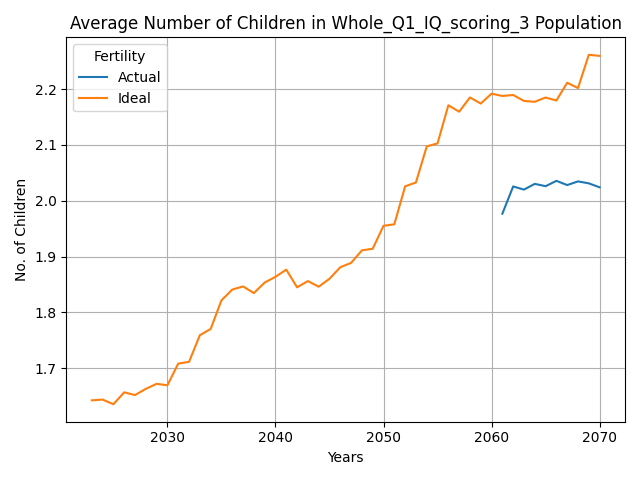 Average Number of Children in Whole_Q1_IQ_scoring_3 Population
Fertility
Actual
Ideal
No. of Children
2.2
2.1
2.0
1.9
1.8
1.7
2030
2040
2050
2060
2070
Years